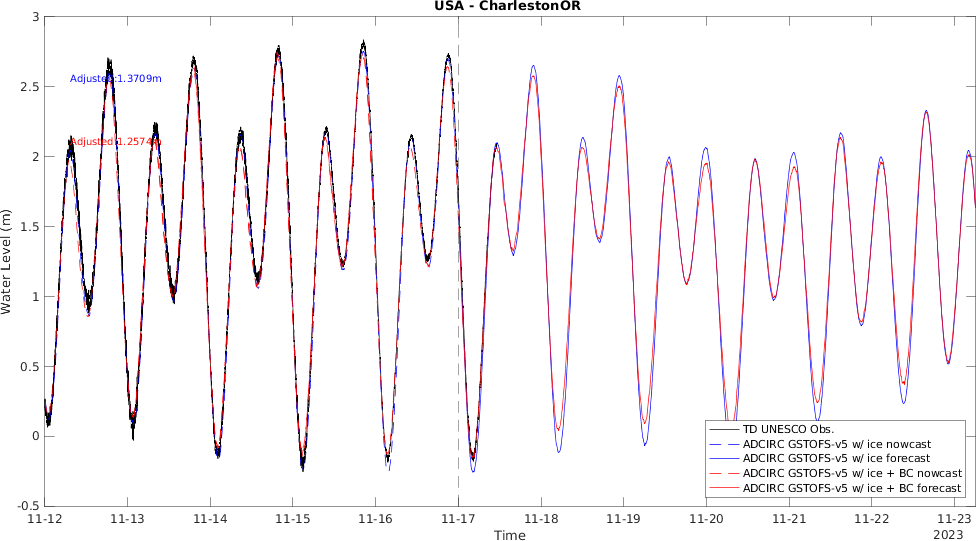 USA - CharlestonOR
Water Level (m)
3
2.5
2
1.5
1
0.5
0
-0.5
Adjusted:1.3709m
Adjusted:1.2574m
TD UNESCO Obs.
ADCIRC GSTOFS-v5 w/ ice nowcast
ADCIRC GSTOFS-v5 w/ ice forecast
ADCIRC GSTOFS-v5 w/ ice + BC nowcast
ADCIRC GSTOFS-v5 w/ ice + BC forecast
11-12 11-13 11-14 11-15 11-16 11-17 11-18 11-19 11-20 11-21 11-22 11-23
2023
Time